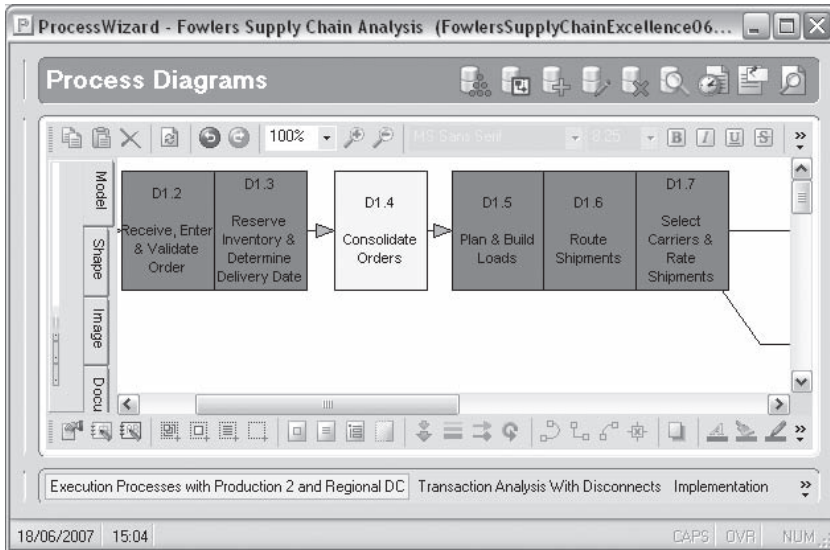 ProcessWizard - Fowlers Supply Chain Analysis (FowlersSupplyChainExcellence06...
Process Diagrams
100%
MS Sans Serif
8.25
B I U S
Model
Shape
Image
Docu
D1.2
Receive, Enter
& Validate
Order
D1.3
Reserve
Inventory &
Determine
Delivery Date
D1.4
Consolidate
Orders
D1.5
Plan & Build
Loads
D1.6
Route
Shipments
D1.7
Select
Carriers &
Rate
Shipments
Execution Processes with Production 2 and Regional DC
Transaction Analysis With Disconnects
Implementation
18/06/2007
15:04
CAPS
OVR
NUM